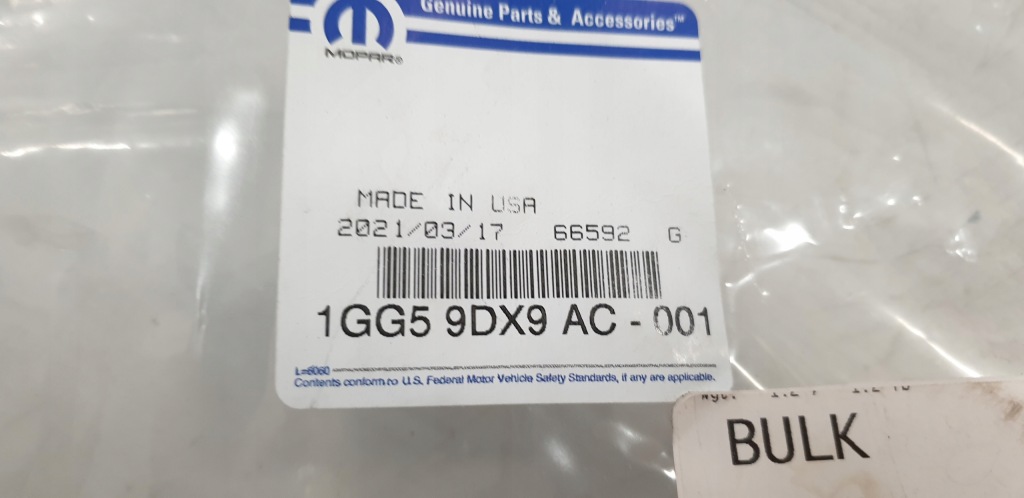 Genuine Parts & Accessories™
MOPAR®
MADE IN USA
2021/03/17 66592 G
1GG5 9DX9 AC - 001
L=6060
Contents conform to U.S. Federal Motor Vehicle Safety Standards, if any are applicable.
BULK